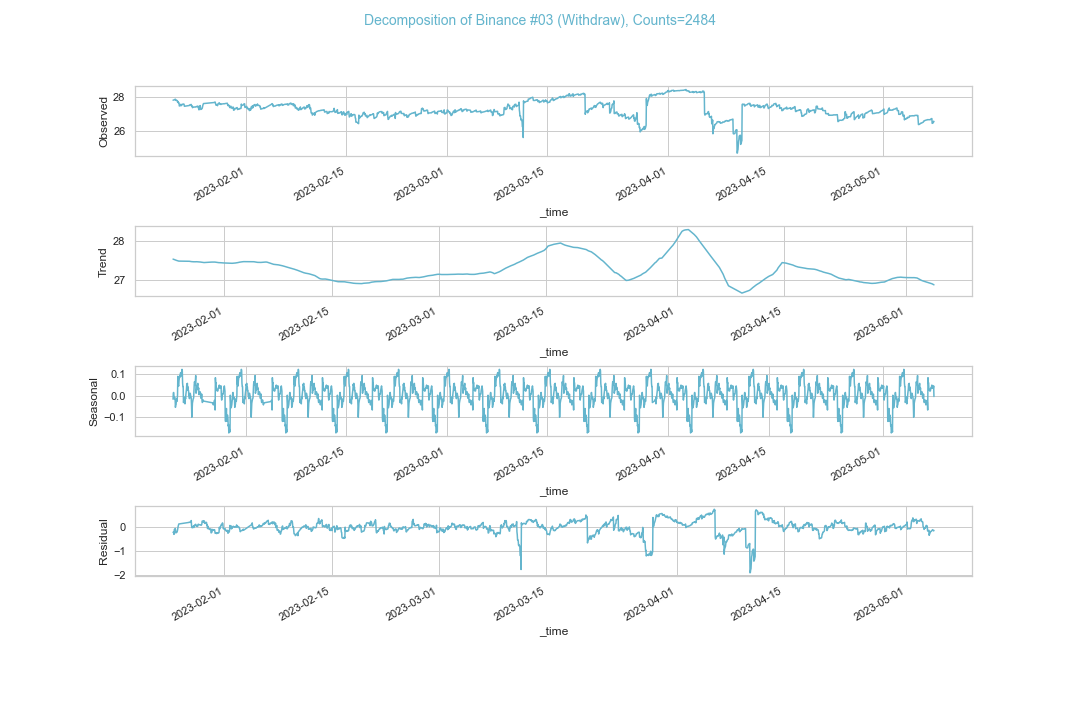 Decomposition of Binance #03 (Withdraw), Counts=2484
Observed
28
26
2023-02-01 2023-02-15 2023-03-01 2023-03-15 2023-04-01 2023-04-15 2023-05-01
_time
Trend
28
27
2023-02-01 2023-02-15 2023-03-01 2023-03-15 2023-04-01 2023-04-15 2023-05-01
_time
Seasonal
0.1
0.0
−0.1
2023-02-01 2023-02-15 2023-03-01 2023-03-15 2023-04-01 2023-04-15 2023-05-01
_time
Residual
0
−1
−2
2023-02-01 2023-02-15 2023-03-01 2023-03-15 2023-04-01 2023-04-15 2023-05-01
_time